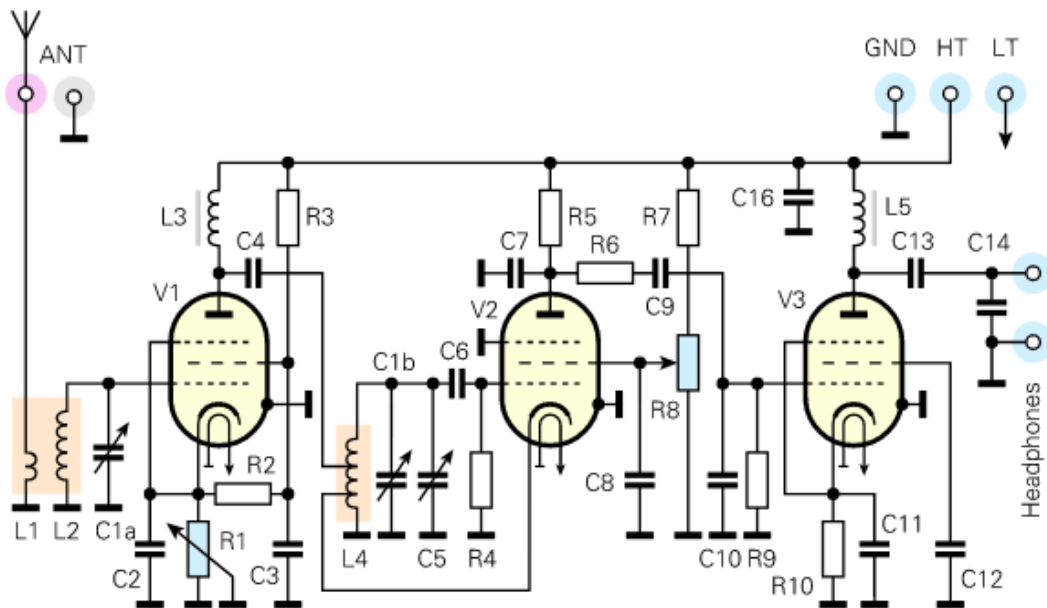 ANT
GND HT LT
L3 C4 R3 C7 R5 R6 R7 C16 L5 C13 C14
V1 V2 C9 V3
C6 C1b R8
R2 C8
L1 L2 C1a R1 L4 C5 R4 C10 R9 C11
C2 C3 R10 C12
Headphones